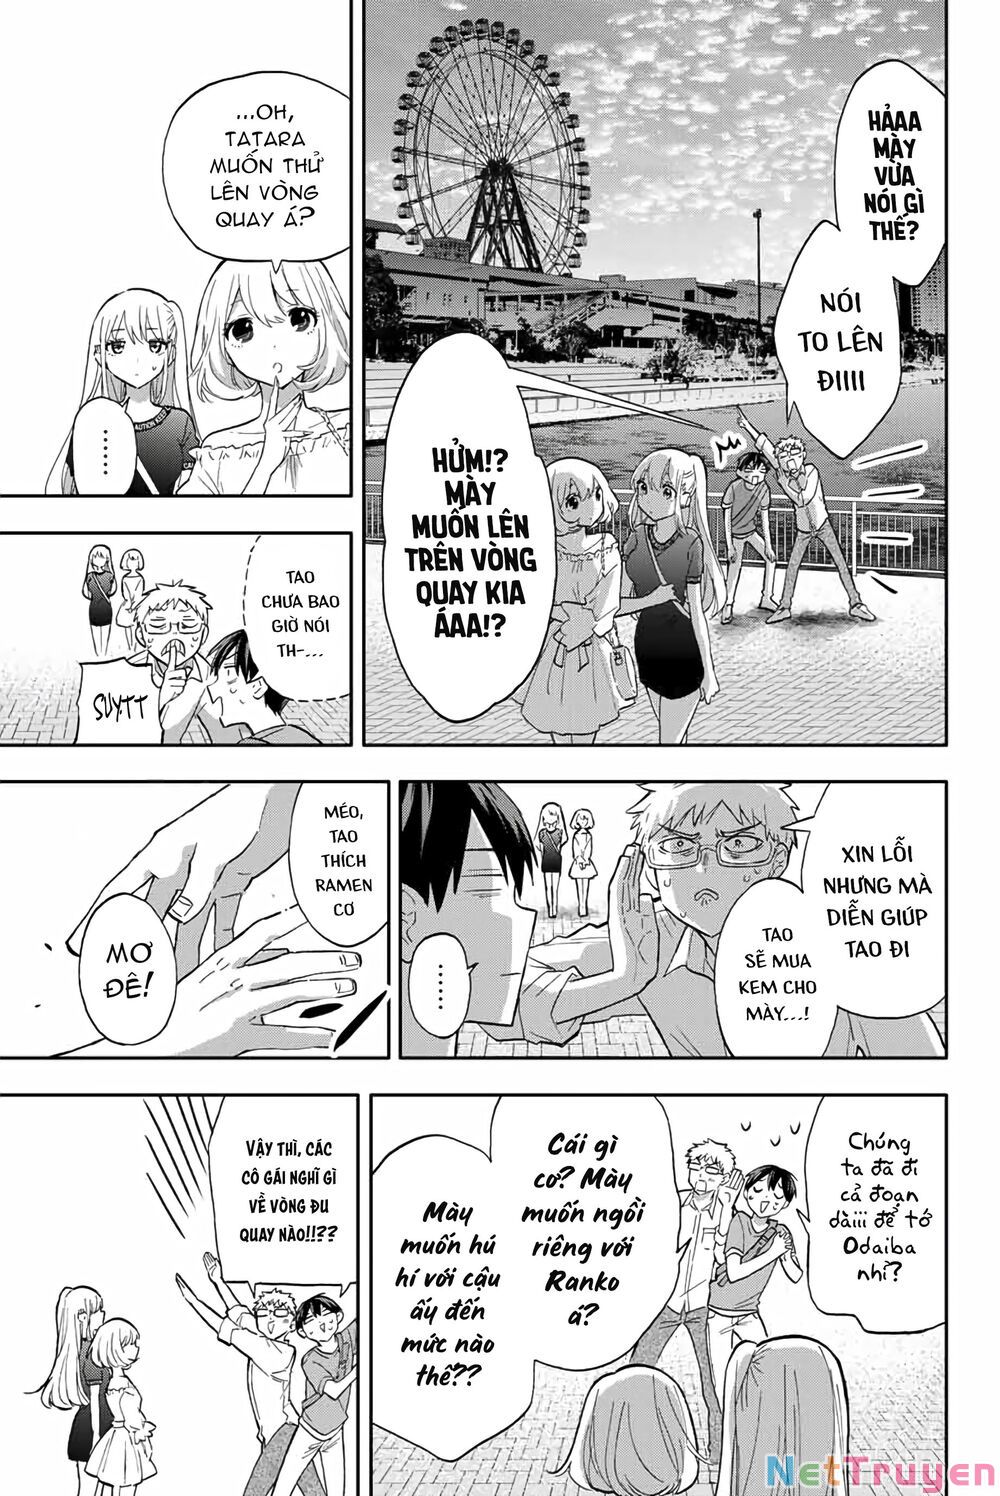 HẢAA
MÀY
VỪA
NÓI GÌ
THẾ?
NÓI
TO LÊN
ĐIIII
HỬM!?
MÀY
MUỐN LÊN
TRÊN VÒNG
QUAY KIA
ÁAA!?
...OH,
TATARA
MUỐN THỬ
LÊN VÒNG
QUAY Á?
......
CAUTION
TAO
CHƯA BAO
GIỜ NÓI
TH-...
SUYTT
XIN LỖI
NHƯNG MÀ
DIỄN GIÚP
TAO ĐI
TAO
SẼ MUA
KEM CHO
MÀY...!
......
MÉO,
TAO
THÍCH
RAMEN
CƠ
MƠ
ĐÊ!
Chúng
ta đã đi
cả đoạn
dàiii để tớ
Odaiba
nhỉ?
Cái gì
cơ? Mày
muốn ngồi
riêng với
Ranko
á?
Mày
muốn hú
hí với cậu
ấy đến
mức nào
thế??
VẬY THÌ, CÁC
CÔ GÁI NGHĨ GÌ
VỀ VÒNG ĐU
QUAY NÀO!!??
NetTruyen